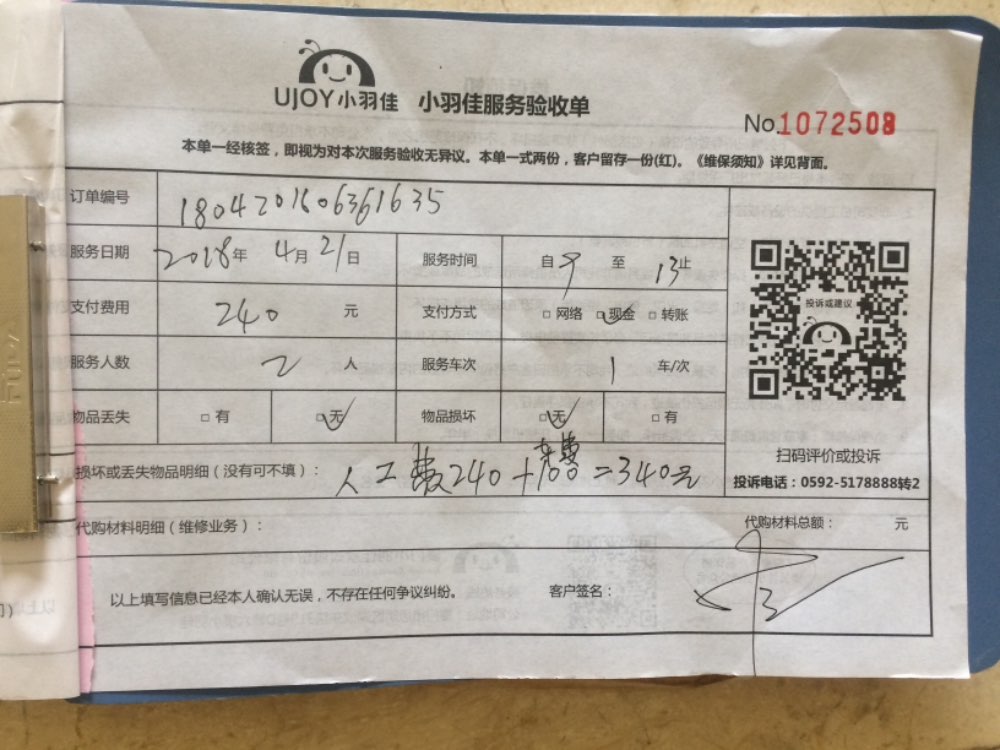 UJOY小羽佳 小羽佳服务验收单
No.1072508
本单一经核签，即视为对本次服务验收无异议。本单一式两份，客户留存一份(红)。《维保须知》详见背面。
订单编号 180420160636​1635
服务日期 2018年 4月 21日 服务时间 自 9 至 13止
支付费用 240 元 支付方式 □ 网络 □ 现金 □ 转账
投诉或建议
服务人数 2 人 服务车次 1 车/次
物品丢失 □ 有 □ 无 物品损坏 □ 无 □ 有
扫码评价或投诉
损坏或丢失物品明细（没有可不填）： 人工费240+车费100=340元
投诉电话：0592-5178888转2
代购材料明细（维修业务）： 代购材料总额： 元
以上填写信息已经本人确认无误，不存在任何争议纠纷。 客户签名：